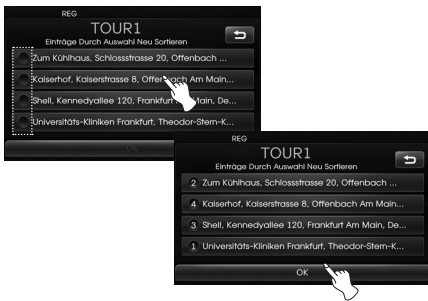 REG
TOUR1
Einträge Durch Auswahl Neu Sortieren
Zum Kühlhaus, Schlossstrasse 20, Offenbach ...
Kaiserhof, Kaiserstrasse 8, Offenbach Am Main...
Shell, Kennedyallee 120, Frankfurt Main, De...
Universitäts-Kliniken Frankfurt, Theodor-Stern-K...
OK
REG
TOUR1
Einträge Durch Auswahl Neu Sortieren
2 Zum Kühlhaus, Schlossstrasse 20, Offenbach ...
4 Kaiserhof, Kaiserstrasse 8, Offenbach Am Main...
3 Shell, Kennedyallee 120, Frankfurt Am Main, De...
1 Universitäts-Kliniken Frankfurt, Theodor-Stern-K...
OK